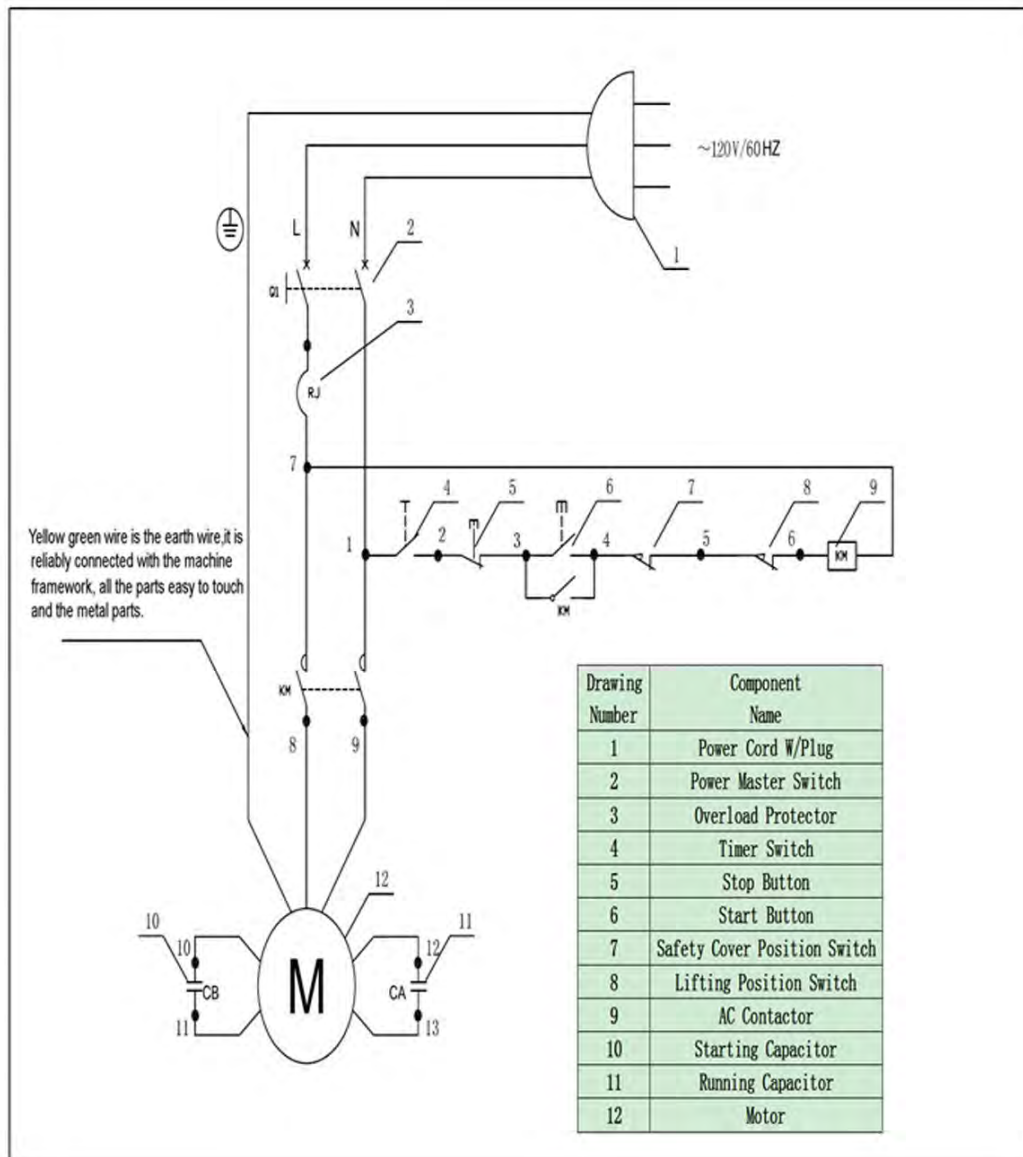 ~120V/60HZ
1
L N 2
Q1
3
RJ
7
4 5 6 7 8 9
1 2 3 4 5 6 KM
KM
Yellow green wire is the earth wire,it is
reliably connected with the machine
framework, all the parts easy to touch
and the metal parts.
KM
8 9
12
10 11
10 12
CB M CA
11 13
Drawing Number Component Name
1 Power Cord W/Plug
2 Power Master Switch
3 Overload Protector
4 Timer Switch
5 Stop Button
6 Start Button
7 Safety Cover Position Switch
8 Lifting Position Switch
9 AC Contactor
10 Starting Capacitor
11 Running Capacitor
12 Motor